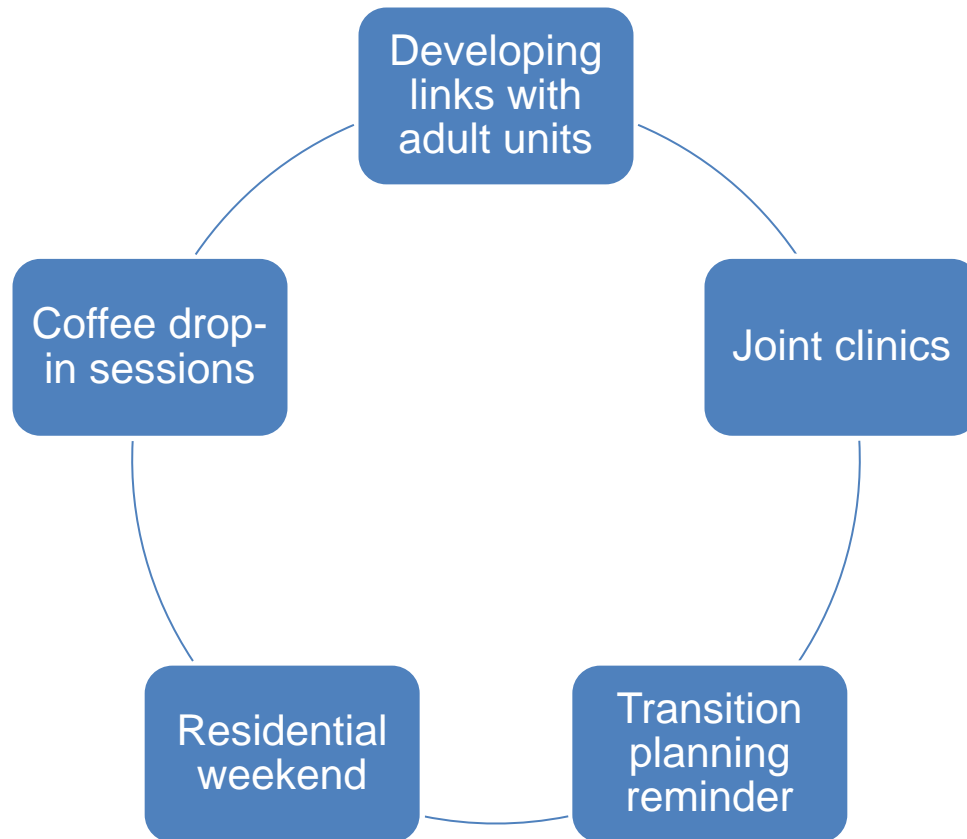 Developing
links with
adult units
Joint clinics
Transition
planning
reminder
Residential
weekend
Coffee drop-
in sessions